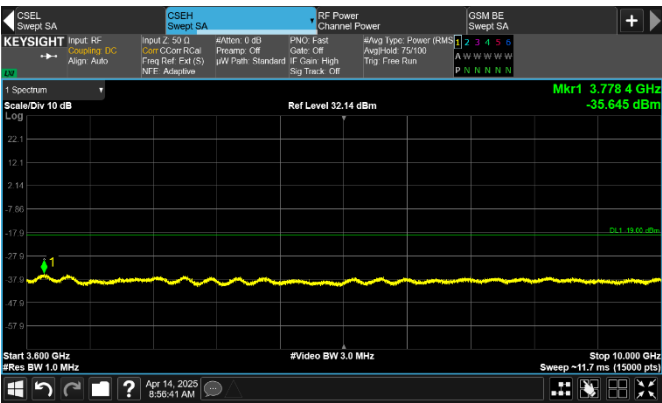 CSEL
Swept SA
CSEH
Swept SA
RF Power
Channel Power
GSM BE
Swept SA
KEYSIGHT
Input: RF
Coupling: DC
Align: Auto
Input Z: 50 Ω
Corr CCorr RCal
Freq Ref: Ext (S)
NFE: Adaptive
#Atten: 0 dB
Preamp: Off
µW Path: Standard
PNO: Fast
Gate: Off
IF Gain: High
Sig Track: Off
#Avg Type: Power (RMS
Avg|Hold: 75/100
Trig: Free Run
1 2 3 4 5 6
A W W W W W
P N N N N N
LXI
1 Spectrum
Scale/Div 10 dB
Ref Level 32.14 dBm
Mkr1 3.778 4 GHz
-35.645 dBm
Log
22.1
12.1
2.14
-7.86
-17.9
DL1 -19.00 dBm
-27.9
1
-37.9
-47.9
-57.9
Start 3.600 GHz
#Video BW 3.0 MHz
Stop 10.000 GHz
#Res BW 1.0 MHz
Sweep ~11.7 ms (15000 pts)
?
Apr 14, 2025
8:56:41 AM